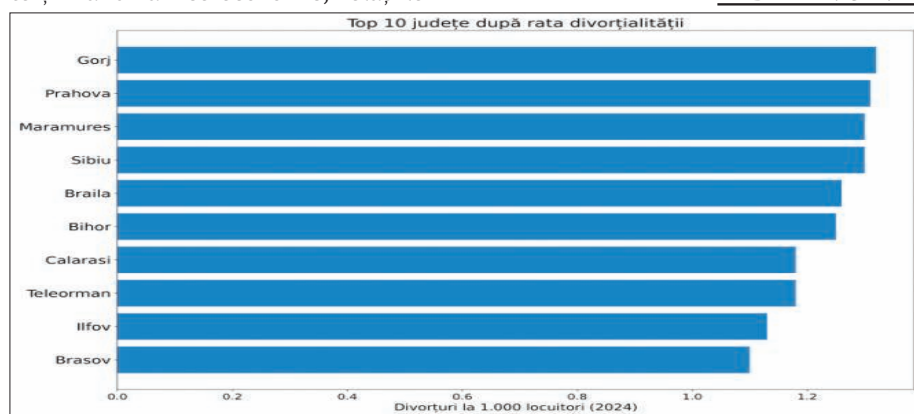 Top 10 județe după rata divorțialității
Gorj
Prahova
Maramures
Sibiu
Braila
Bihor
Calarasi
Teleorman
Ilfov
Brasov
0.0 0.2 0.4 0.6 0.8 1.0 1.2
Divorțuri la 1.000 locuitori (2024)